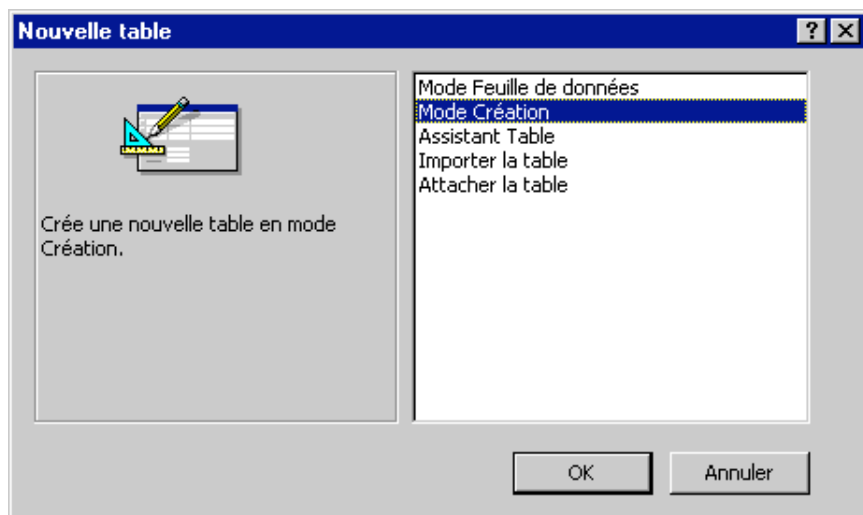 Nouvelle table
Crée une nouvelle table en mode
Création.
Mode Feuille de données
Mode Création
Assistant Table
Importer la table
Attacher la table
OK
Annuler